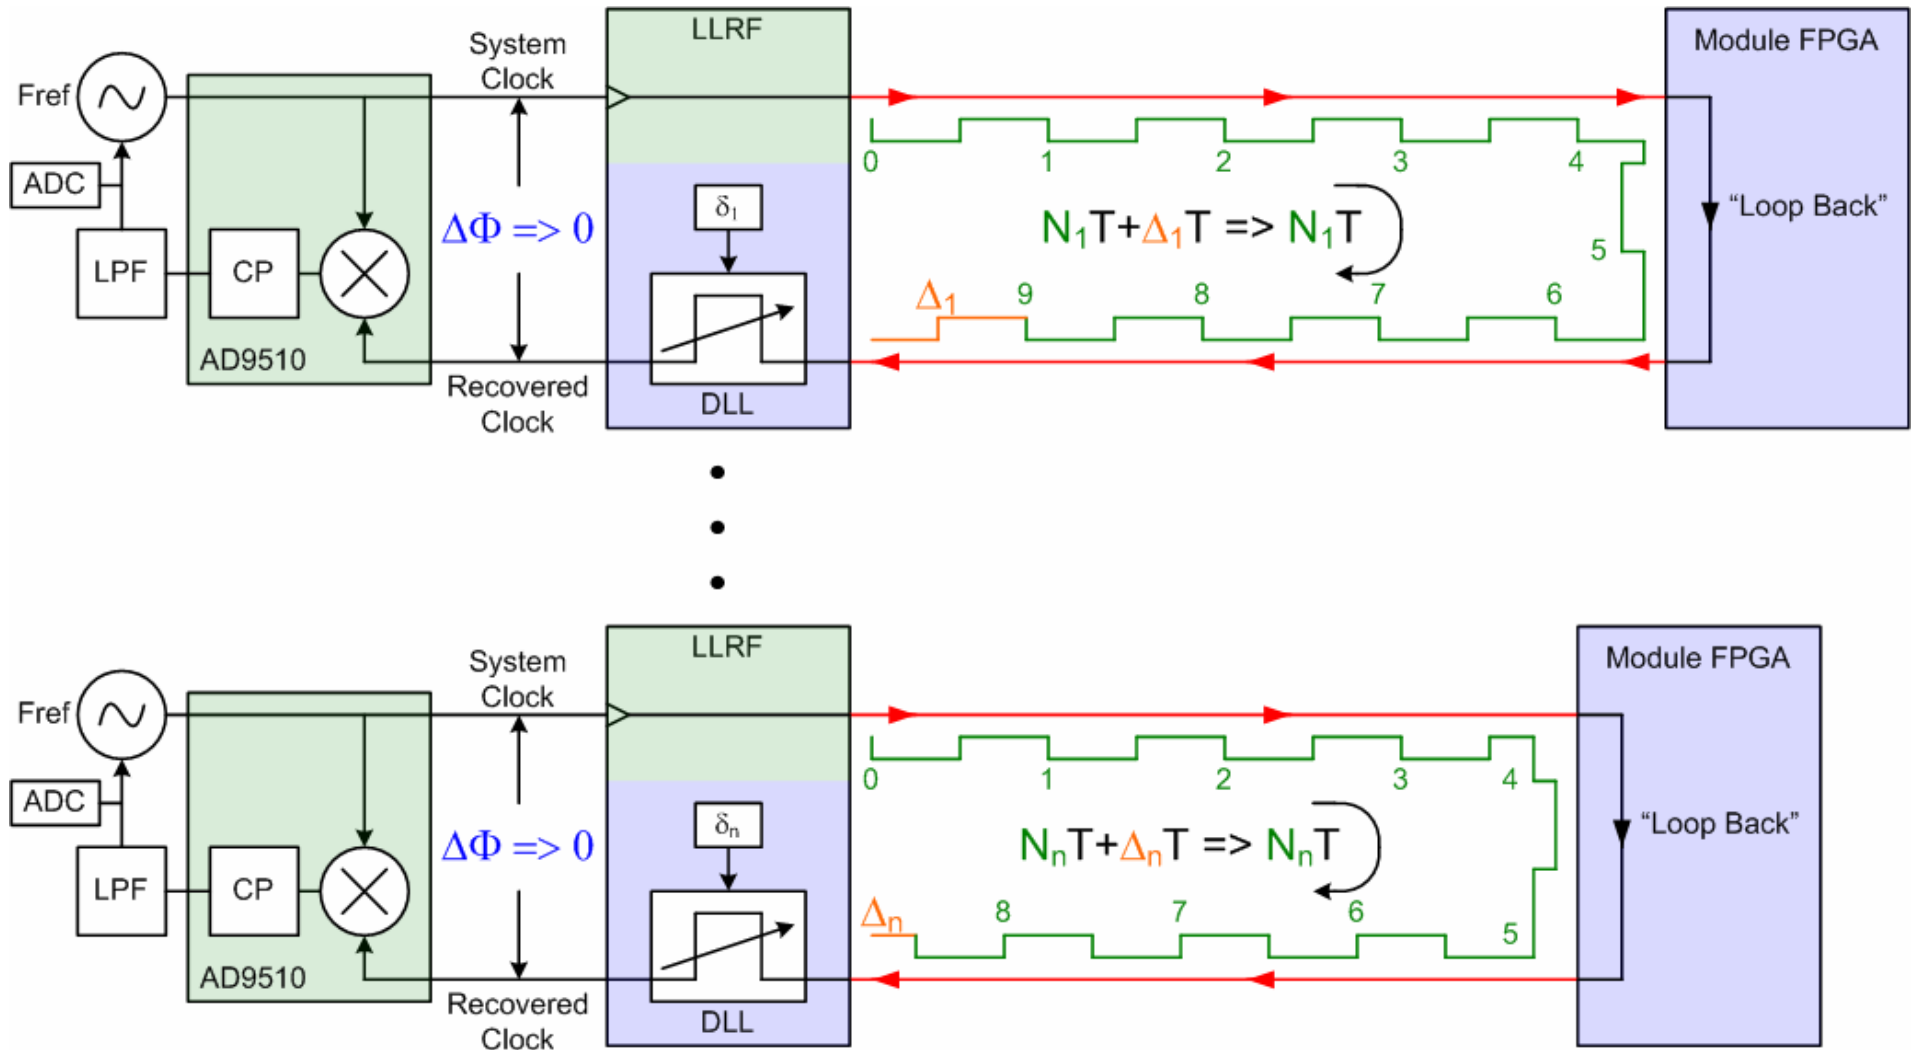 LLRF
Module FPGA
System
Clock
Fref
0
1
2
3
4
ADC
δ1
ΔΦ => 0
N1T+Δ1T => N1T
“Loop Back”
5
LPF
CP
Δ1
9
8
7
6
AD9510
Recovered
Clock
DLL
LLRF
Module FPGA
System
Clock
Fref
0
1
2
3
4
ADC
δn
ΔΦ => 0
NnT+ΔnT => NnT
“Loop Back”
LPF
CP
Δn
8
7
6
5
AD9510
Recovered
Clock
DLL